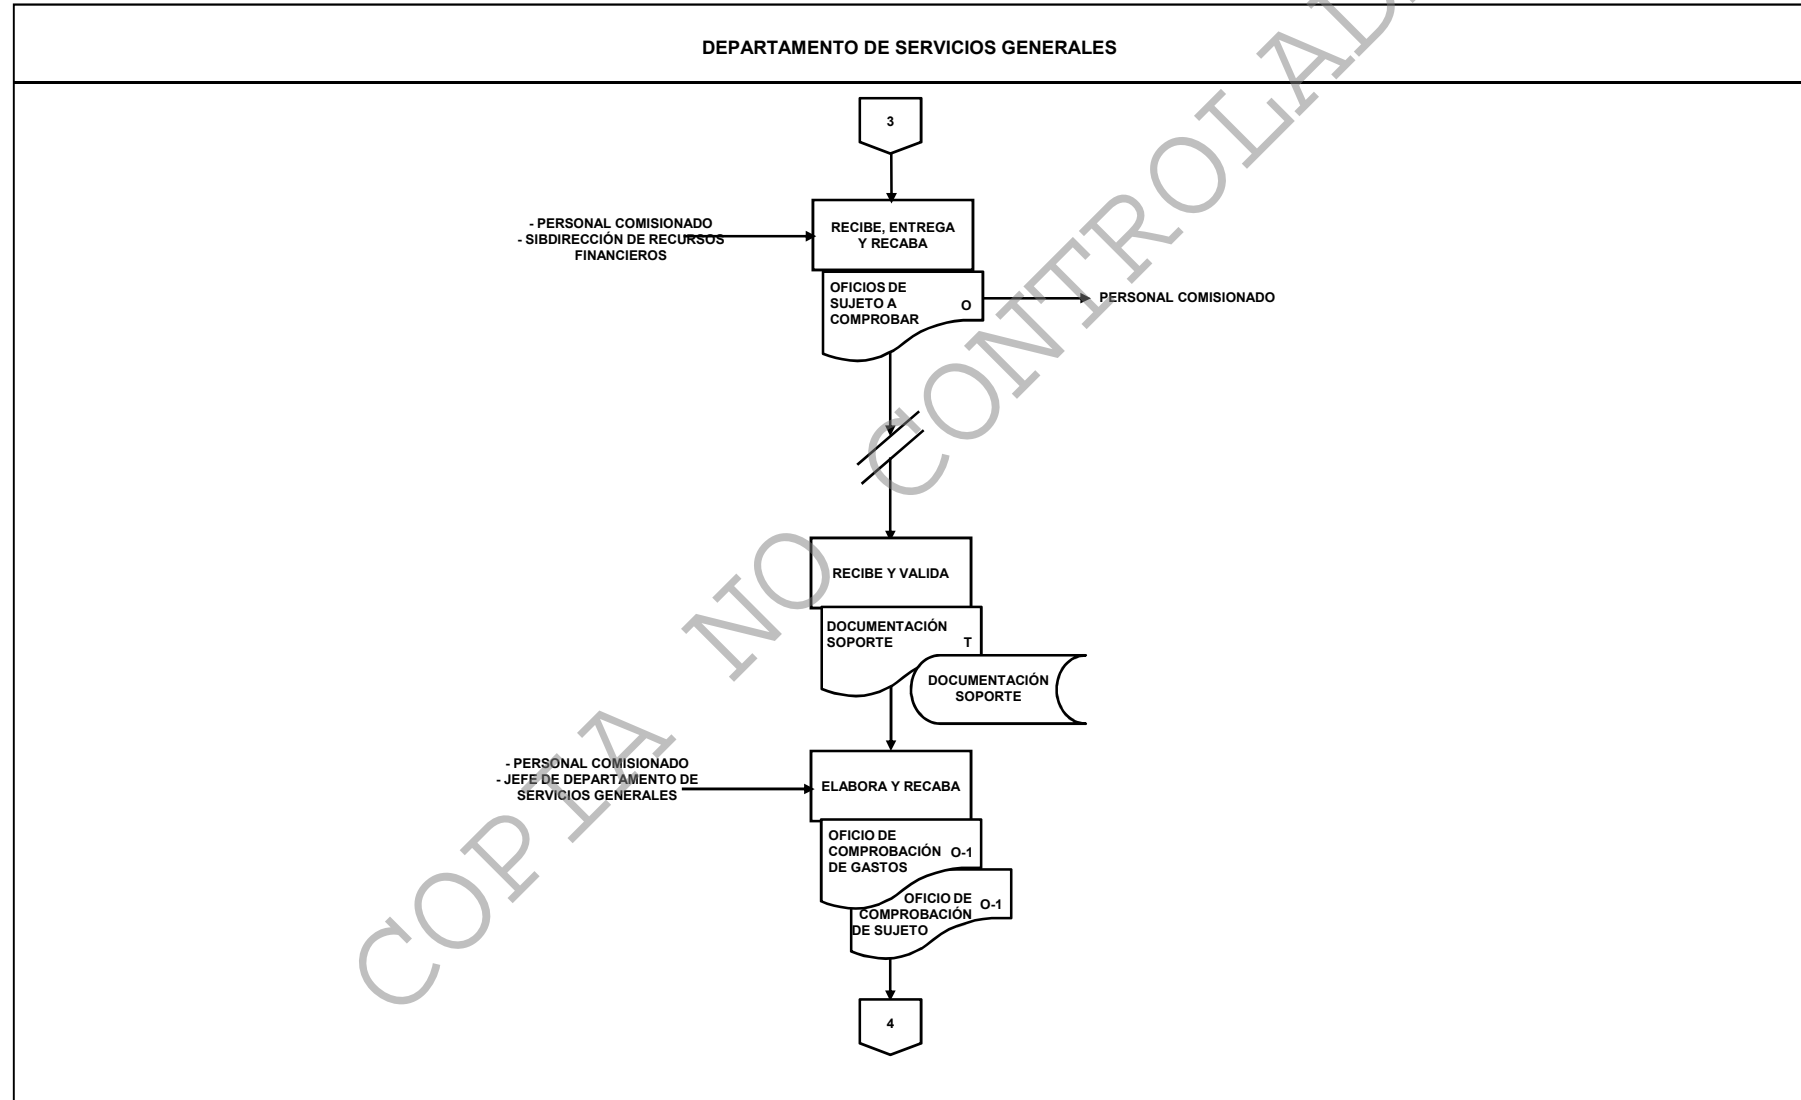 DEPARTAMENTO DE SERVICIOS GENERALES
3
- PERSONAL COMISIONADO
- SIBDIRECCIÓN DE RECURSOS
FINANCIEROS
RECIBE, ENTREGA
Y RECABA
OFICIOS DE
SUJETO A
COMPROBAR
O
PERSONAL COMISIONADO
RECIBE Y VALIDA
DOCUMENTACIÓN
SOPORTE
T
DOCUMENTACIÓN
SOPORTE
- PERSONAL COMISIONADO
- JEFE DE DEPARTAMENTO DE
SERVICIOS GENERALES
ELABORA Y RECABA
OFICIO DE
COMPROBACIÓN
DE GASTOS
O-1
OFICIO DE
COMPROBACIÓN
DE SUJETO
O-1
4
COPIA NO CONTROLAD